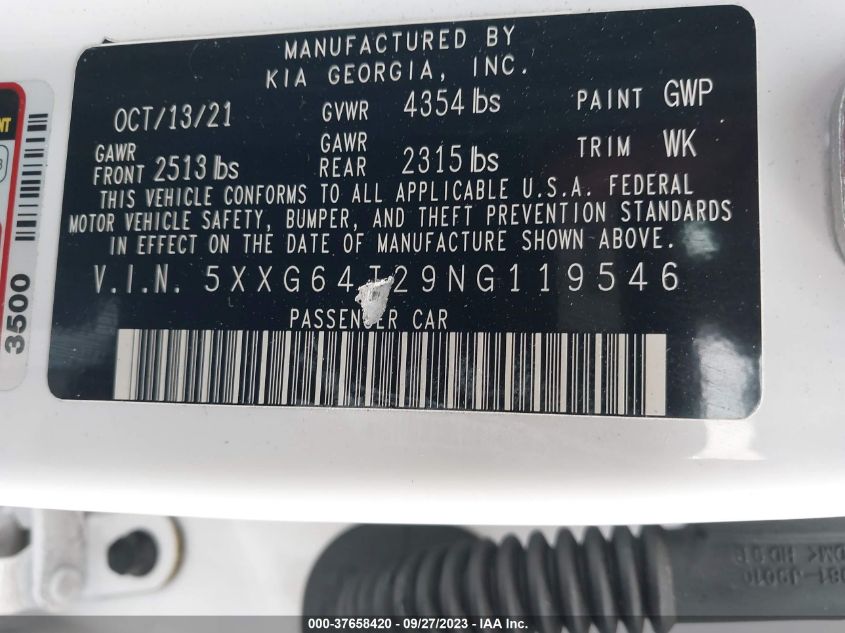 MANUFACTURED BY
KIA GEORGIA, INC.
OCT/13/21 GVWR 4354 lbs PAINT GWP
GAWR FRONT 2513 lbs GAWR REAR 2315 lbs TRIM WK
THIS VEHICLE CONFORMS TO ALL APPLICABLE U.S.A. FEDERAL
MOTOR VEHICLE SAFETY, BUMPER, AND THEFT PREVENTION STANDARDS
IN EFFECT ON THE DATE OF MANUFACTURE SHOWN ABOVE.
V.I.N. 5XXG64J29NG119546
PASSENGER CAR
3500
000-37658420 - 09/27/2023 - IAA Inc.